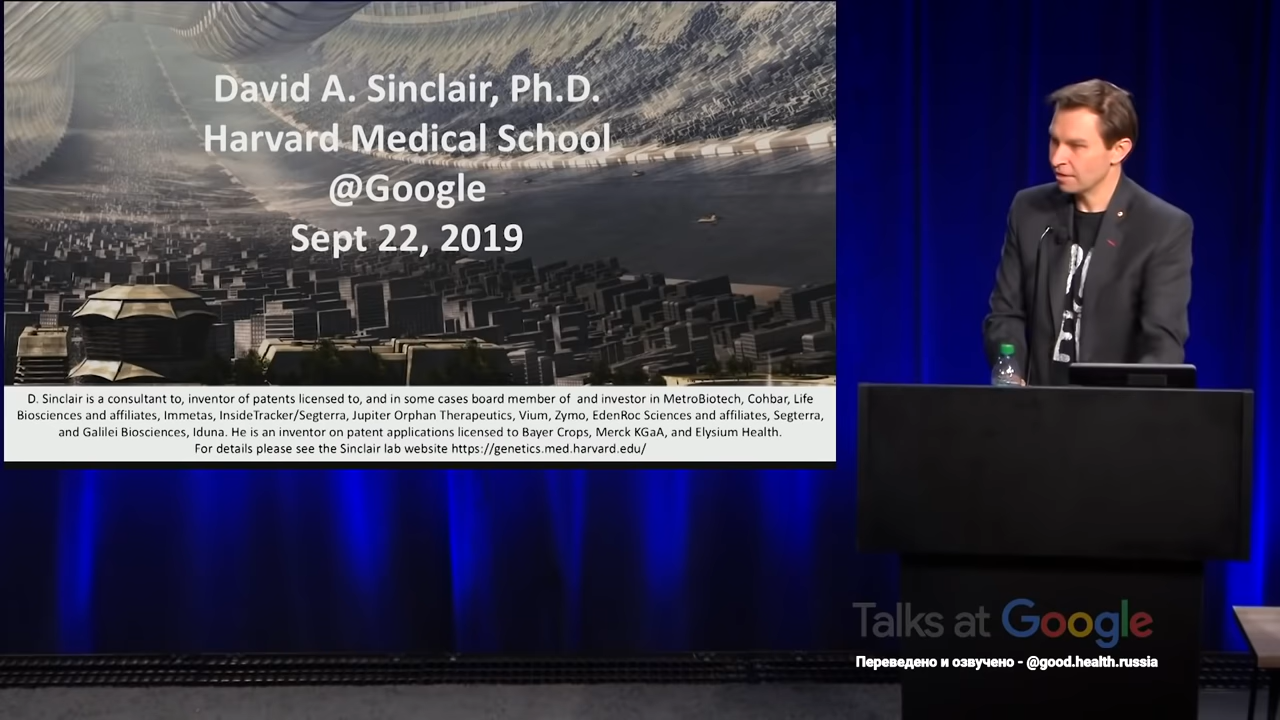 David A. Sinclair, Ph.D.
Harvard Medical School
@Google
Sept 22, 2019
D. Sinclair is a consultant to, inventor of patents licensed to, and in some cases board member of and investor in MetroBiotech, Cohbar, Life
Biosciences and affiliates, Immetas, InsideTracker/Segterra, Jupiter Orphan Therapeutics, Vium, Zymo, EdenRoc Sciences and affiliates, Segterra,
and Galilei Biosciences, Iduna. He is an inventor on patent applications licensed to Bayer Crops, Merck KGaA, and Elysium Health.
For details please see the Sinclair lab website https://genetics.med.harvard.edu/
Talks at Google
Переведено и озвучено - @good.health.russia